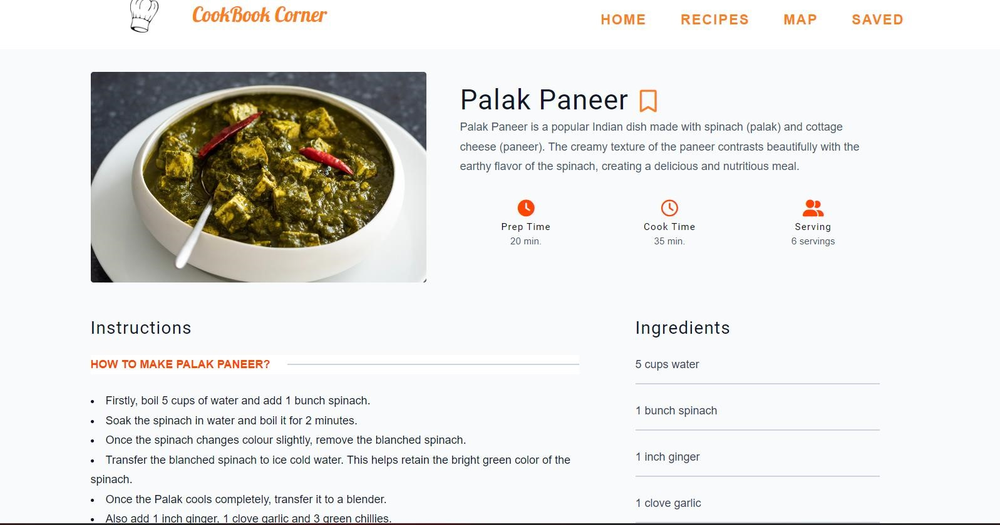 CookBook Corner
HOME RECIPES MAP SAVED
Palak Paneer
Palak Paneer is a popular Indian dish made with spinach (palak) and cottage
cheese (paneer). The creamy texture of the paneer contrasts beautifully with the
earthy flavor of the spinach, creating a delicious and nutritious meal.
Prep Time
20 min.
Cook Time
35 min.
Serving
6 servings
Instructions
HOW TO MAKE PALAK PANEER?
• Firstly, boil 5 cups of water and add 1 bunch spinach.
• Soak the spinach in water and boil it for 2 minutes.
• Once the spinach changes colour slightly, remove the blanched spinach.
• Transfer the blanched spinach to ice cold water. This helps retain the bright green color of the
spinach.
• Once the Palak cools completely, transfer it to a blender.
• Also add 1 inch ginger, 1 clove garlic and 3 green chillies.
Ingredients
5 cups water
1 bunch spinach
1 inch ginger
1 clove garlic